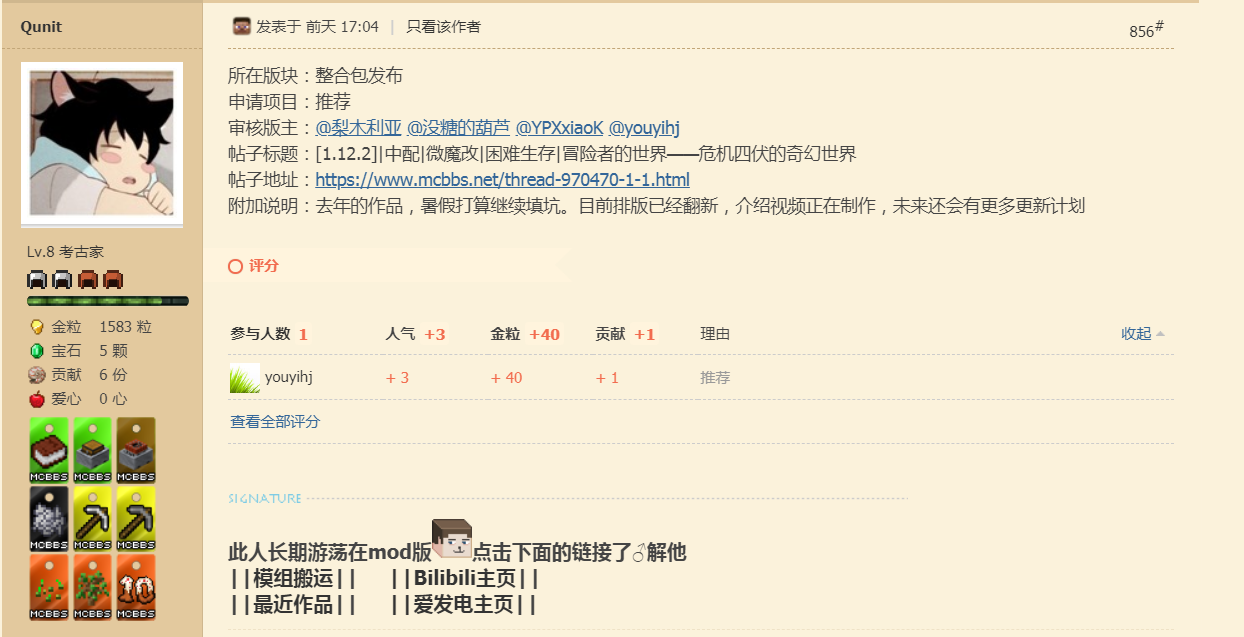 Qunit
发表于 前天 17:04 | 只看该作者
856#
所在版块：整合包发布
申请项目：推荐
审核版主：@梨木利亚 @没糖的葫芦 @YPXxiaoK @youyihj
帖子标题：[1.12.2]|中配|微魔改|困难生存|冒险者的世界——危机四伏的奇幻世界
帖子地址：https://www.mcbbs.net/thread-970470-1-1.html
附加说明：去年的作品，暑假打算继续填坑。目前排版已经翻新，介绍视频正在制作，未来还会有更多更新计划
Lv.8 考古家
金粒 1583 粒
宝石 5 颗
贡献 6 份
爱心 0 心
MCBBS MCBBS MCBBS
MCBBS MCBBS MCBBS
10
MCBBS MCBBS MCBBS
评分
参与人数 1 人气 +3 金粒 +40 贡献 +1 理由 收起
youyihj + 3 + 40 + 1 推荐
查看全部评分
SIGNATURE
此人长期游荡在mod版点击下面的链接了♂解他
||模组搬运|| ||Bilibili主页||
||最近作品|| ||爱发电主页||